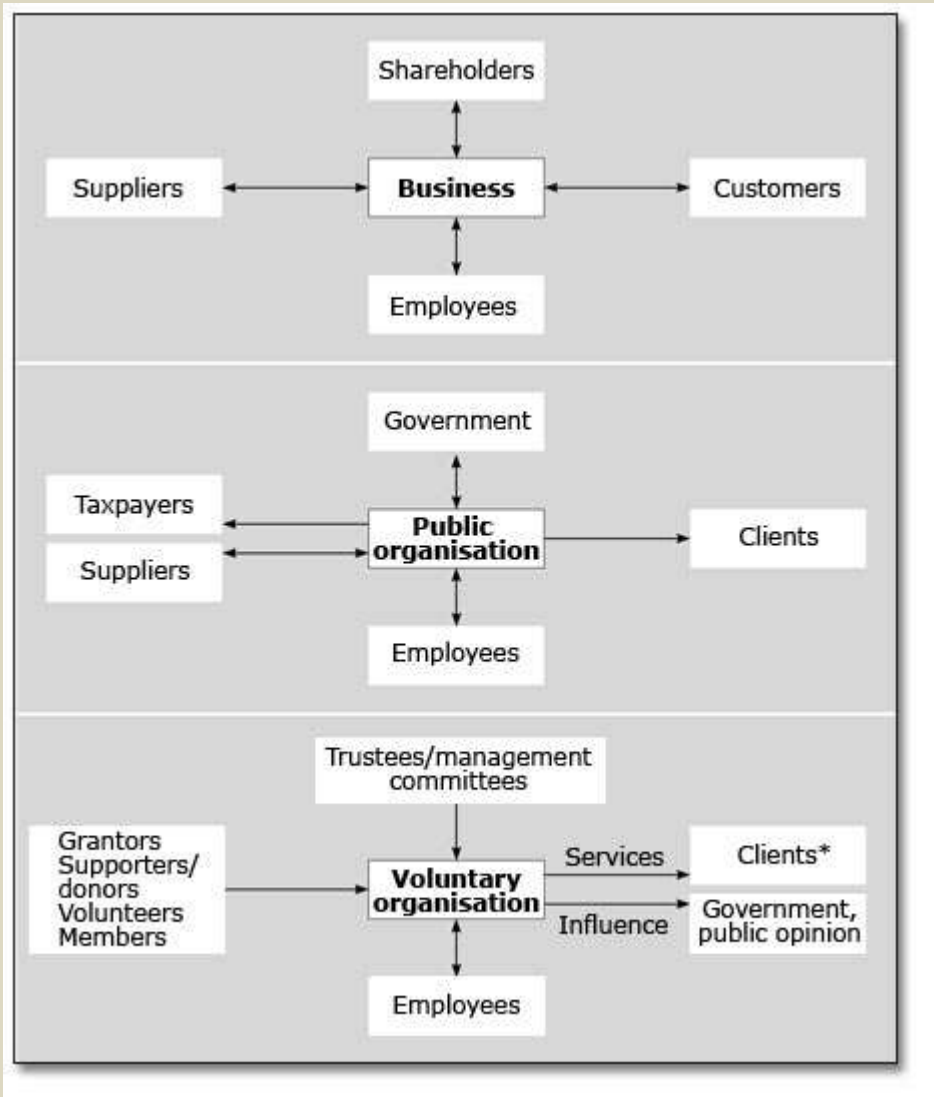 Shareholders
Suppliers
Business
Customers
Employees
Government
Taxpayers
Suppliers
Public
organisation
Clients
Employees
Trustees/management
committees
Grantors
Supporters/
donors
Volunteers
Members
Voluntary
organisation
Services
Influence
Clients*
Government,
public opinion
Employees